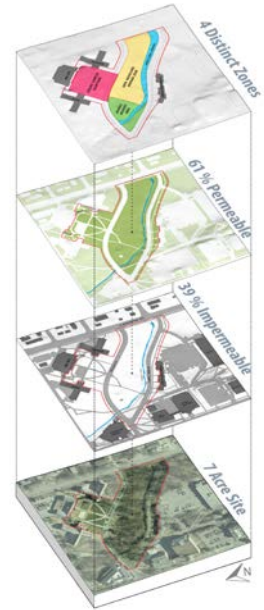 4 Distinct Zones
61 % Permeable
39 % Impermeable
7 Acre Site
N